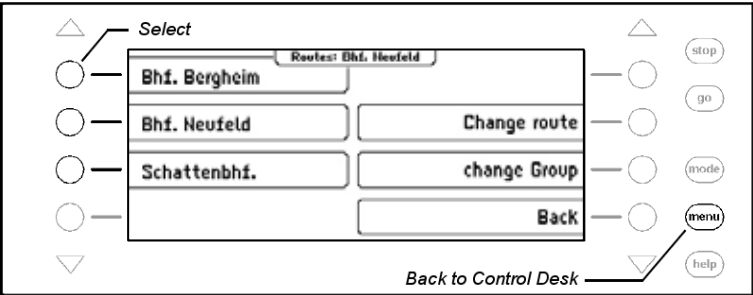 Select
Routes: Bhf. Neufeld
stop
Bhf. Bergheim
go
Bhf. Neufeld
Change route
Schattenbhf.
change Group
mode
Back
menu
Back to Control Desk
help